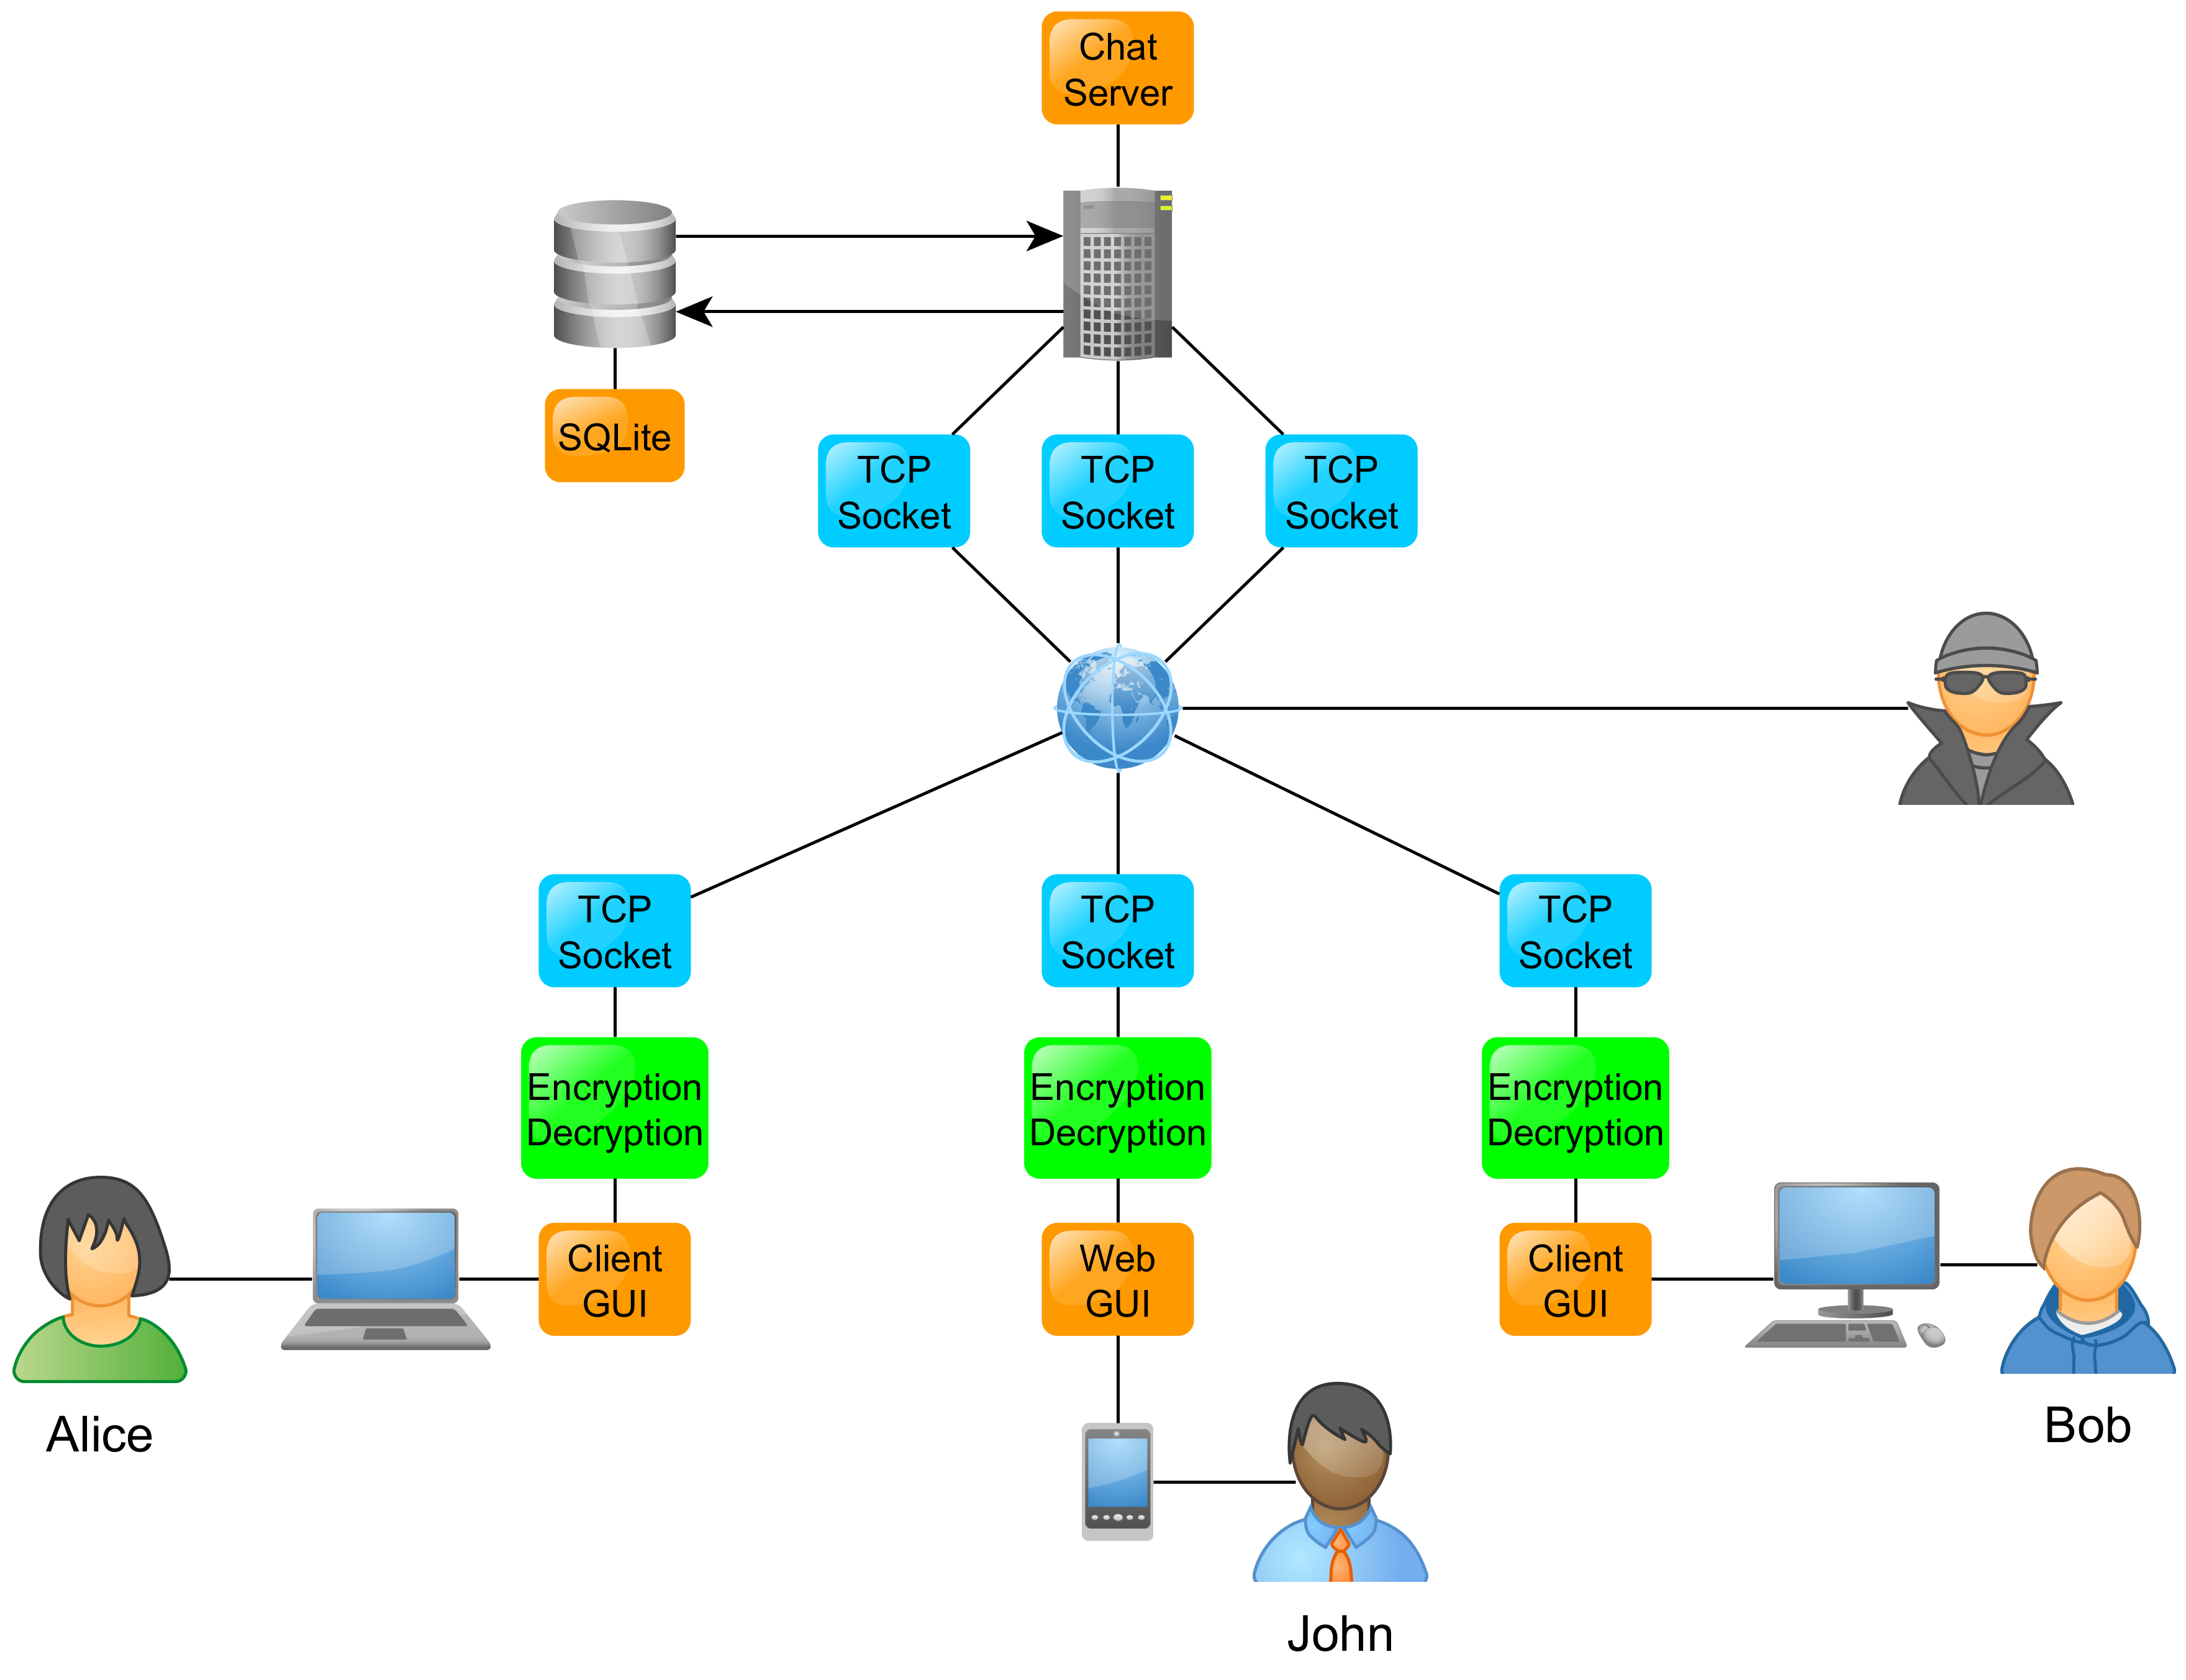 Chat
Server
SQLite
TCP
Socket
TCP
Socket
TCP
Socket
TCP
Socket
TCP
Socket
TCP
Socket
Encryption
Decryption
Encryption
Decryption
Encryption
Decryption
Client
GUI
Web
GUI
Client
GUI
Alice
Bob
John